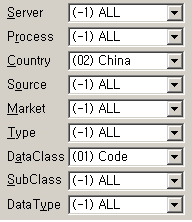 Server (-1) ALL
Process (-1) ALL
Country (02) China
Source (-1) ALL
Market (-1) ALL
Type (-1) ALL
DataClass (01) Code
SubClass (-1) ALL
DataType (-1) ALL